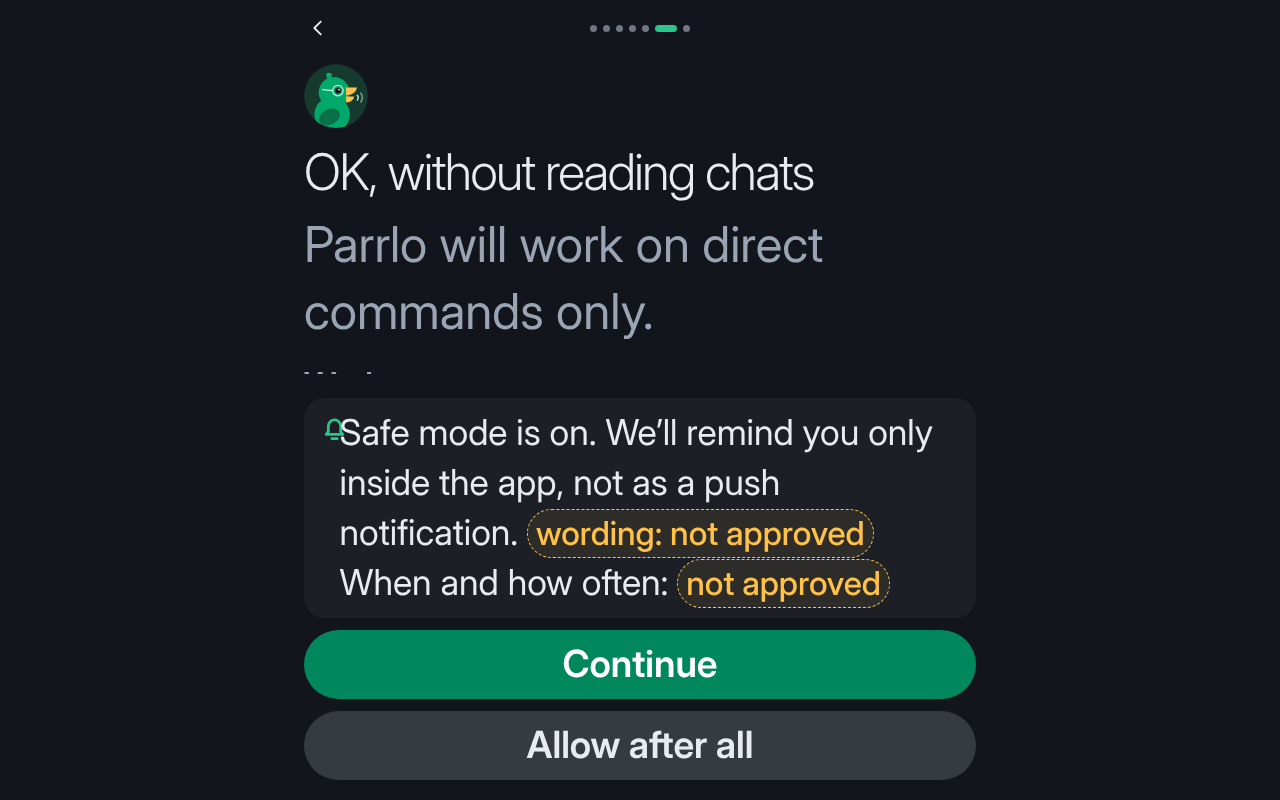 OK, without reading chats
Parrlo will work on direct
commands only.
Safe mode is on. We’ll remind you only
inside the app, not as a push
notification. wording: not approved
When and how often: not approved
Continue
Allow after all